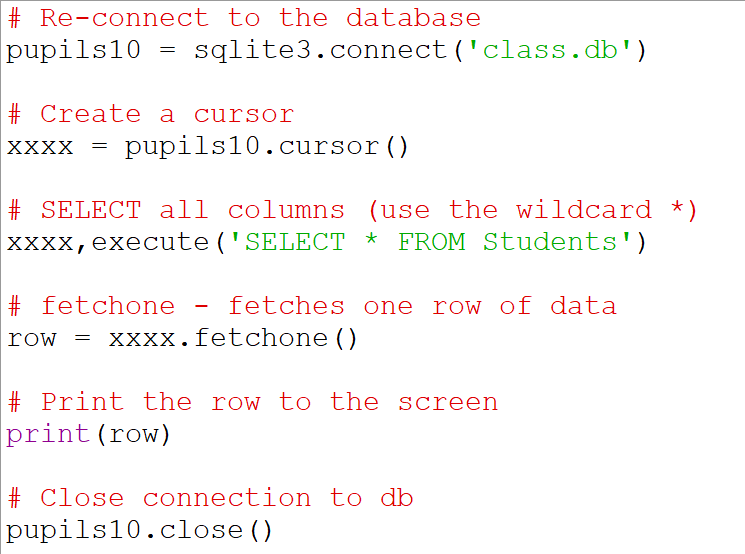 # Re-connect to the database
pupils10 = sqlite3.connect('class.db')
# Create a cursor
xxxx = pupils10.cursor()
# SELECT all columns (use the wildcard *)
xxxx,execute('SELECT * FROM Students')
# fetchone - fetches one row of data
row = xxxx.fetchone()
# Print the row to the screen
print(row)
# Close connection to db
pupils10.close()